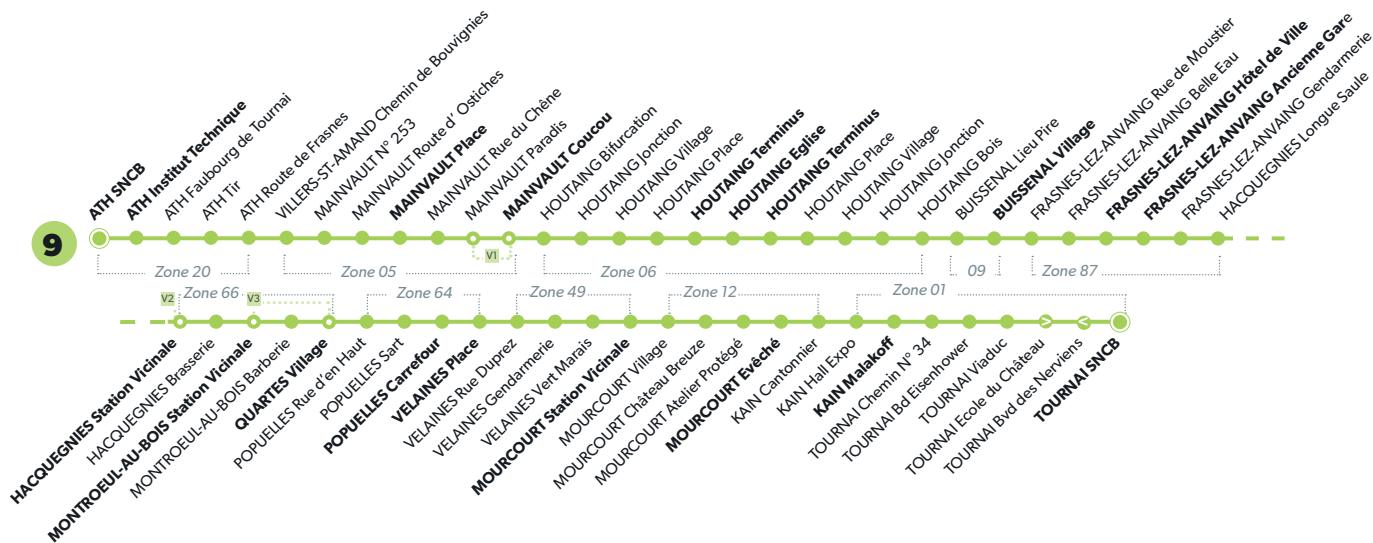 9
ATH SNCB
ATH Institut Technique
ATH Faubourg de Tournai
ATH Tir
ATH Route de Frasnes
VILLERS-ST-AMAND Chemin de Bouvignies
MAINVAULT N° 253
MAINVAULT Route d' Ostiches
MAINVAULT Place
MAINVAULT Rue du Chêne
MAINVAULT Paradis
MAINVAULT Coucou
HOUTAING Bifurcation
HOUTAING Jonction
HOUTAING Village
HOUTAING Place
HOUTAING Terminus
HOUTAING Eglise
HOUTAING Terminus
HOUTAING Place
HOUTAING Village
HOUTAING Jonction
HOUTAING Bois
BUISSENAL Lieu Pire
BUISSENAL Village
FRASNES-LEZ-ANVAING Rue de Moustier
FRASNES-LEZ-ANVAING Belle Eau
FRASNES-LEZ-ANVAING Hôtel de Ville
FRASNES-LEZ-ANVAING Ancienne Gare
FRASNES-LEZ-ANVAING Gendarmerie
HACQUEGNIES Longue Saule
V1
Zone 20
Zone 05
Zone 06
09
Zone 87
V2
Zone 66
V3
Zone 64
Zone 49
Zone 12
Zone 01
HACQUEGNIES Station Vicinale
HACQUEGNIES Brasserie
MONTROEUL-AU-BOIS Station Vicinale
MONTROEUL-AU-BOIS Barberie
QUARTES Village
POPUELLES Rue d'en Haut
POPUELLES Sart
POPUELLES Carrefour
VELAINES Place
VELAINES Rue Duprez
VELAINES Gendarmerie
VELAINES Vert Marais
MOURCOURT Station Vicinale
MOURCOURT Village
MOURCOURT Château Breuze
MOURCOURT Atelier Protégé
MOURCOURT Evêché
KAIN Cantonnier
KAIN Hall Expo
KAIN Malakoff
TOURNAI Chemin N° 34
TOURNAI Bd Eisenhower
TOURNAI Viaduc
TOURNAI Ecole du Château
TOURNAI Bvd des Nerviens
TOURNAI SNCB